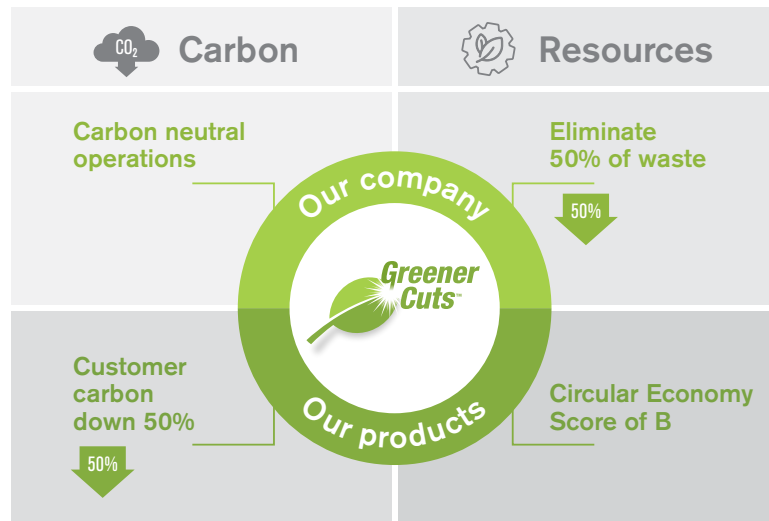 CO₂ Carbon
Resources
Carbon neutral
operations
Eliminate
50% of waste
50%
Our company
Greener
Cuts™
Our products
Customer
carbon
down 50%
50%
Circular Economy
Score of B